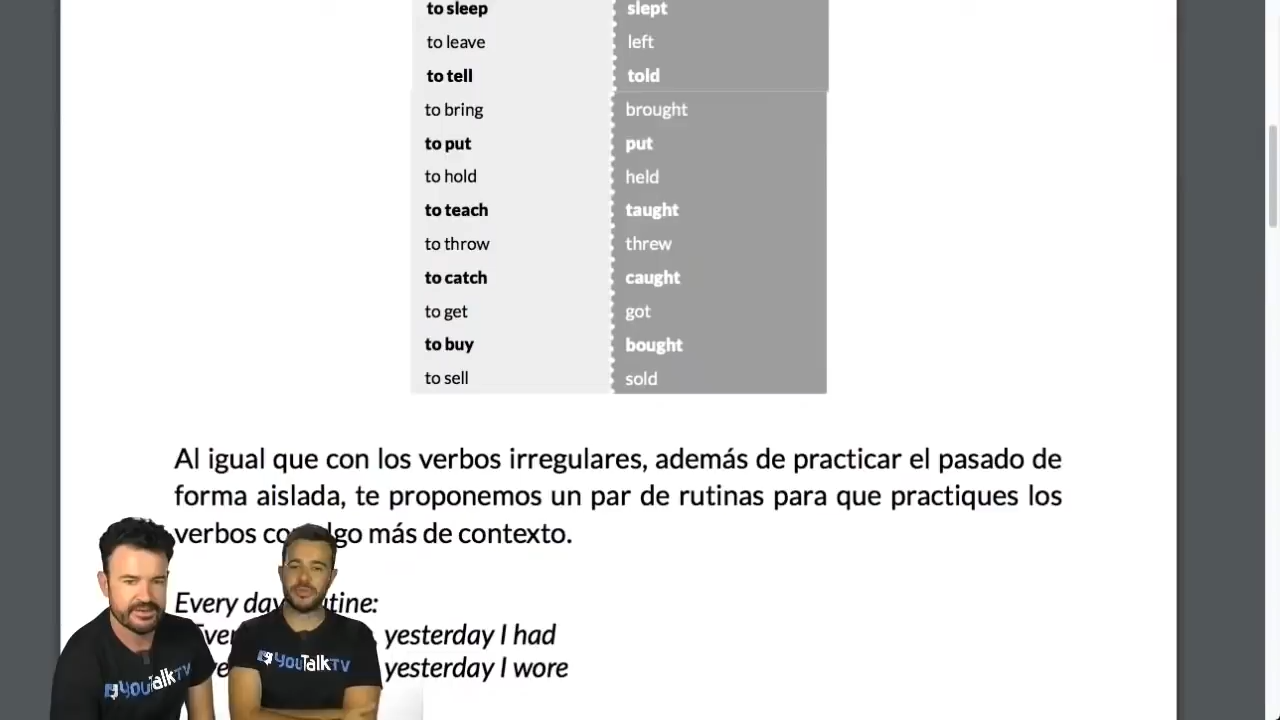 to sleep slept
to leave left
to tell told
to bring brought
to put put
to hold held
to teach taught
to throw threw
to catch caught
to get got
to buy bought
to sell sold
Al igual que con los verbos irregulares, además de practicar el pasado de
forma aislada, te proponemos un par de rutinas para que practiques los
verbos con algo más de contexto.
Every day routine:
yesterday I had
yesterday I wore
YouTalkTV
YouTalkTV